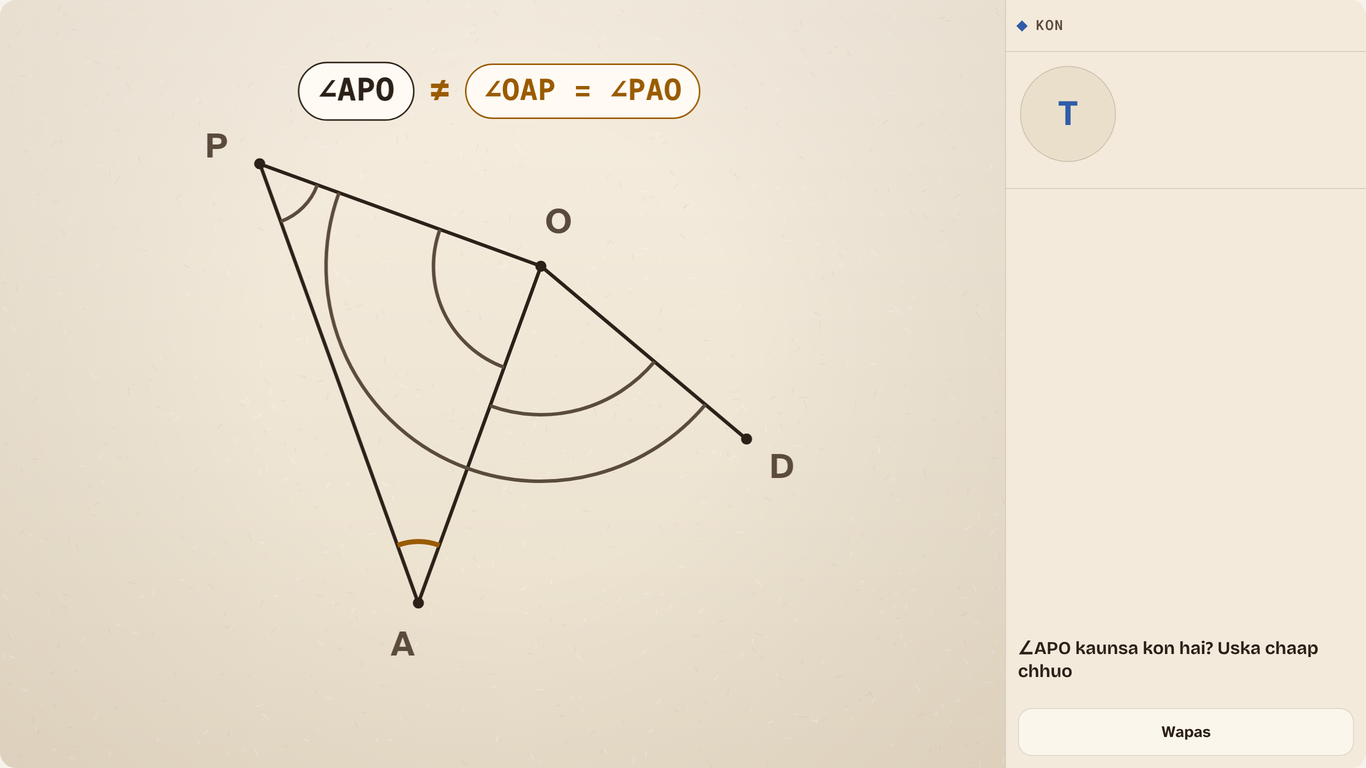 ∠APO ≠ ∠OAP = ∠PAO
P
O
D
A
KON
T
∠APO kaunsa kon hai? Uska chaap
chhuo
Wapas